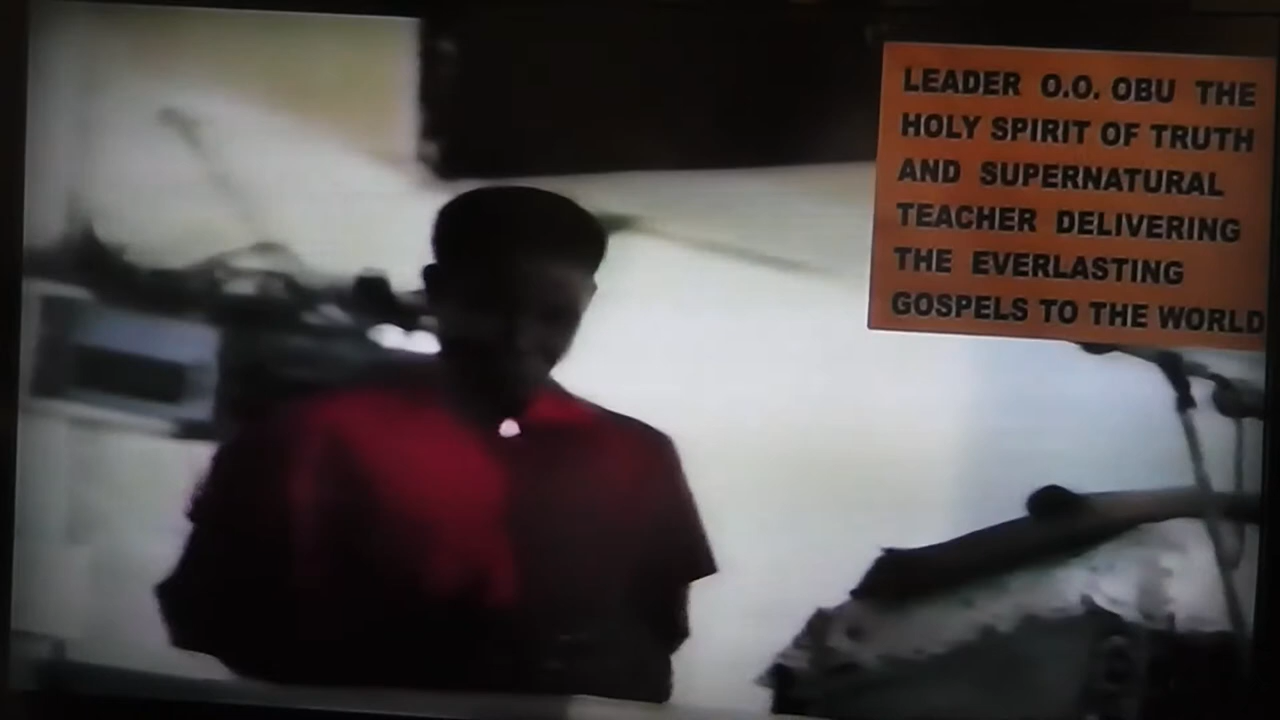 LEADER O.O. OBU THE
HOLY SPIRIT OF TRUTH
AND SUPERNATURAL
TEACHER DELIVERING
THE EVERLASTING
GOSPELS TO THE WORLD